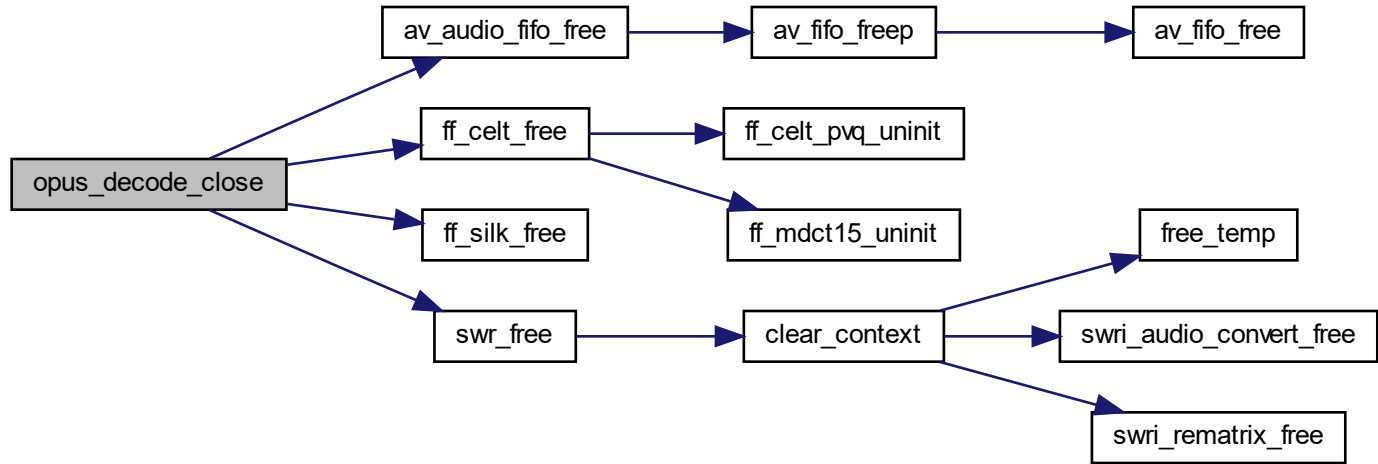 av_audio_fifo_free
av_fifo_freep
av_fifo_free
ff_celt_free
ff_celt_pvq_uninit
opus_decode_close
ff_silk_free
ff_mdct15_uninit
free_temp
swr_free
clear_context
swri_audio_convert_free
swri_rematrix_free